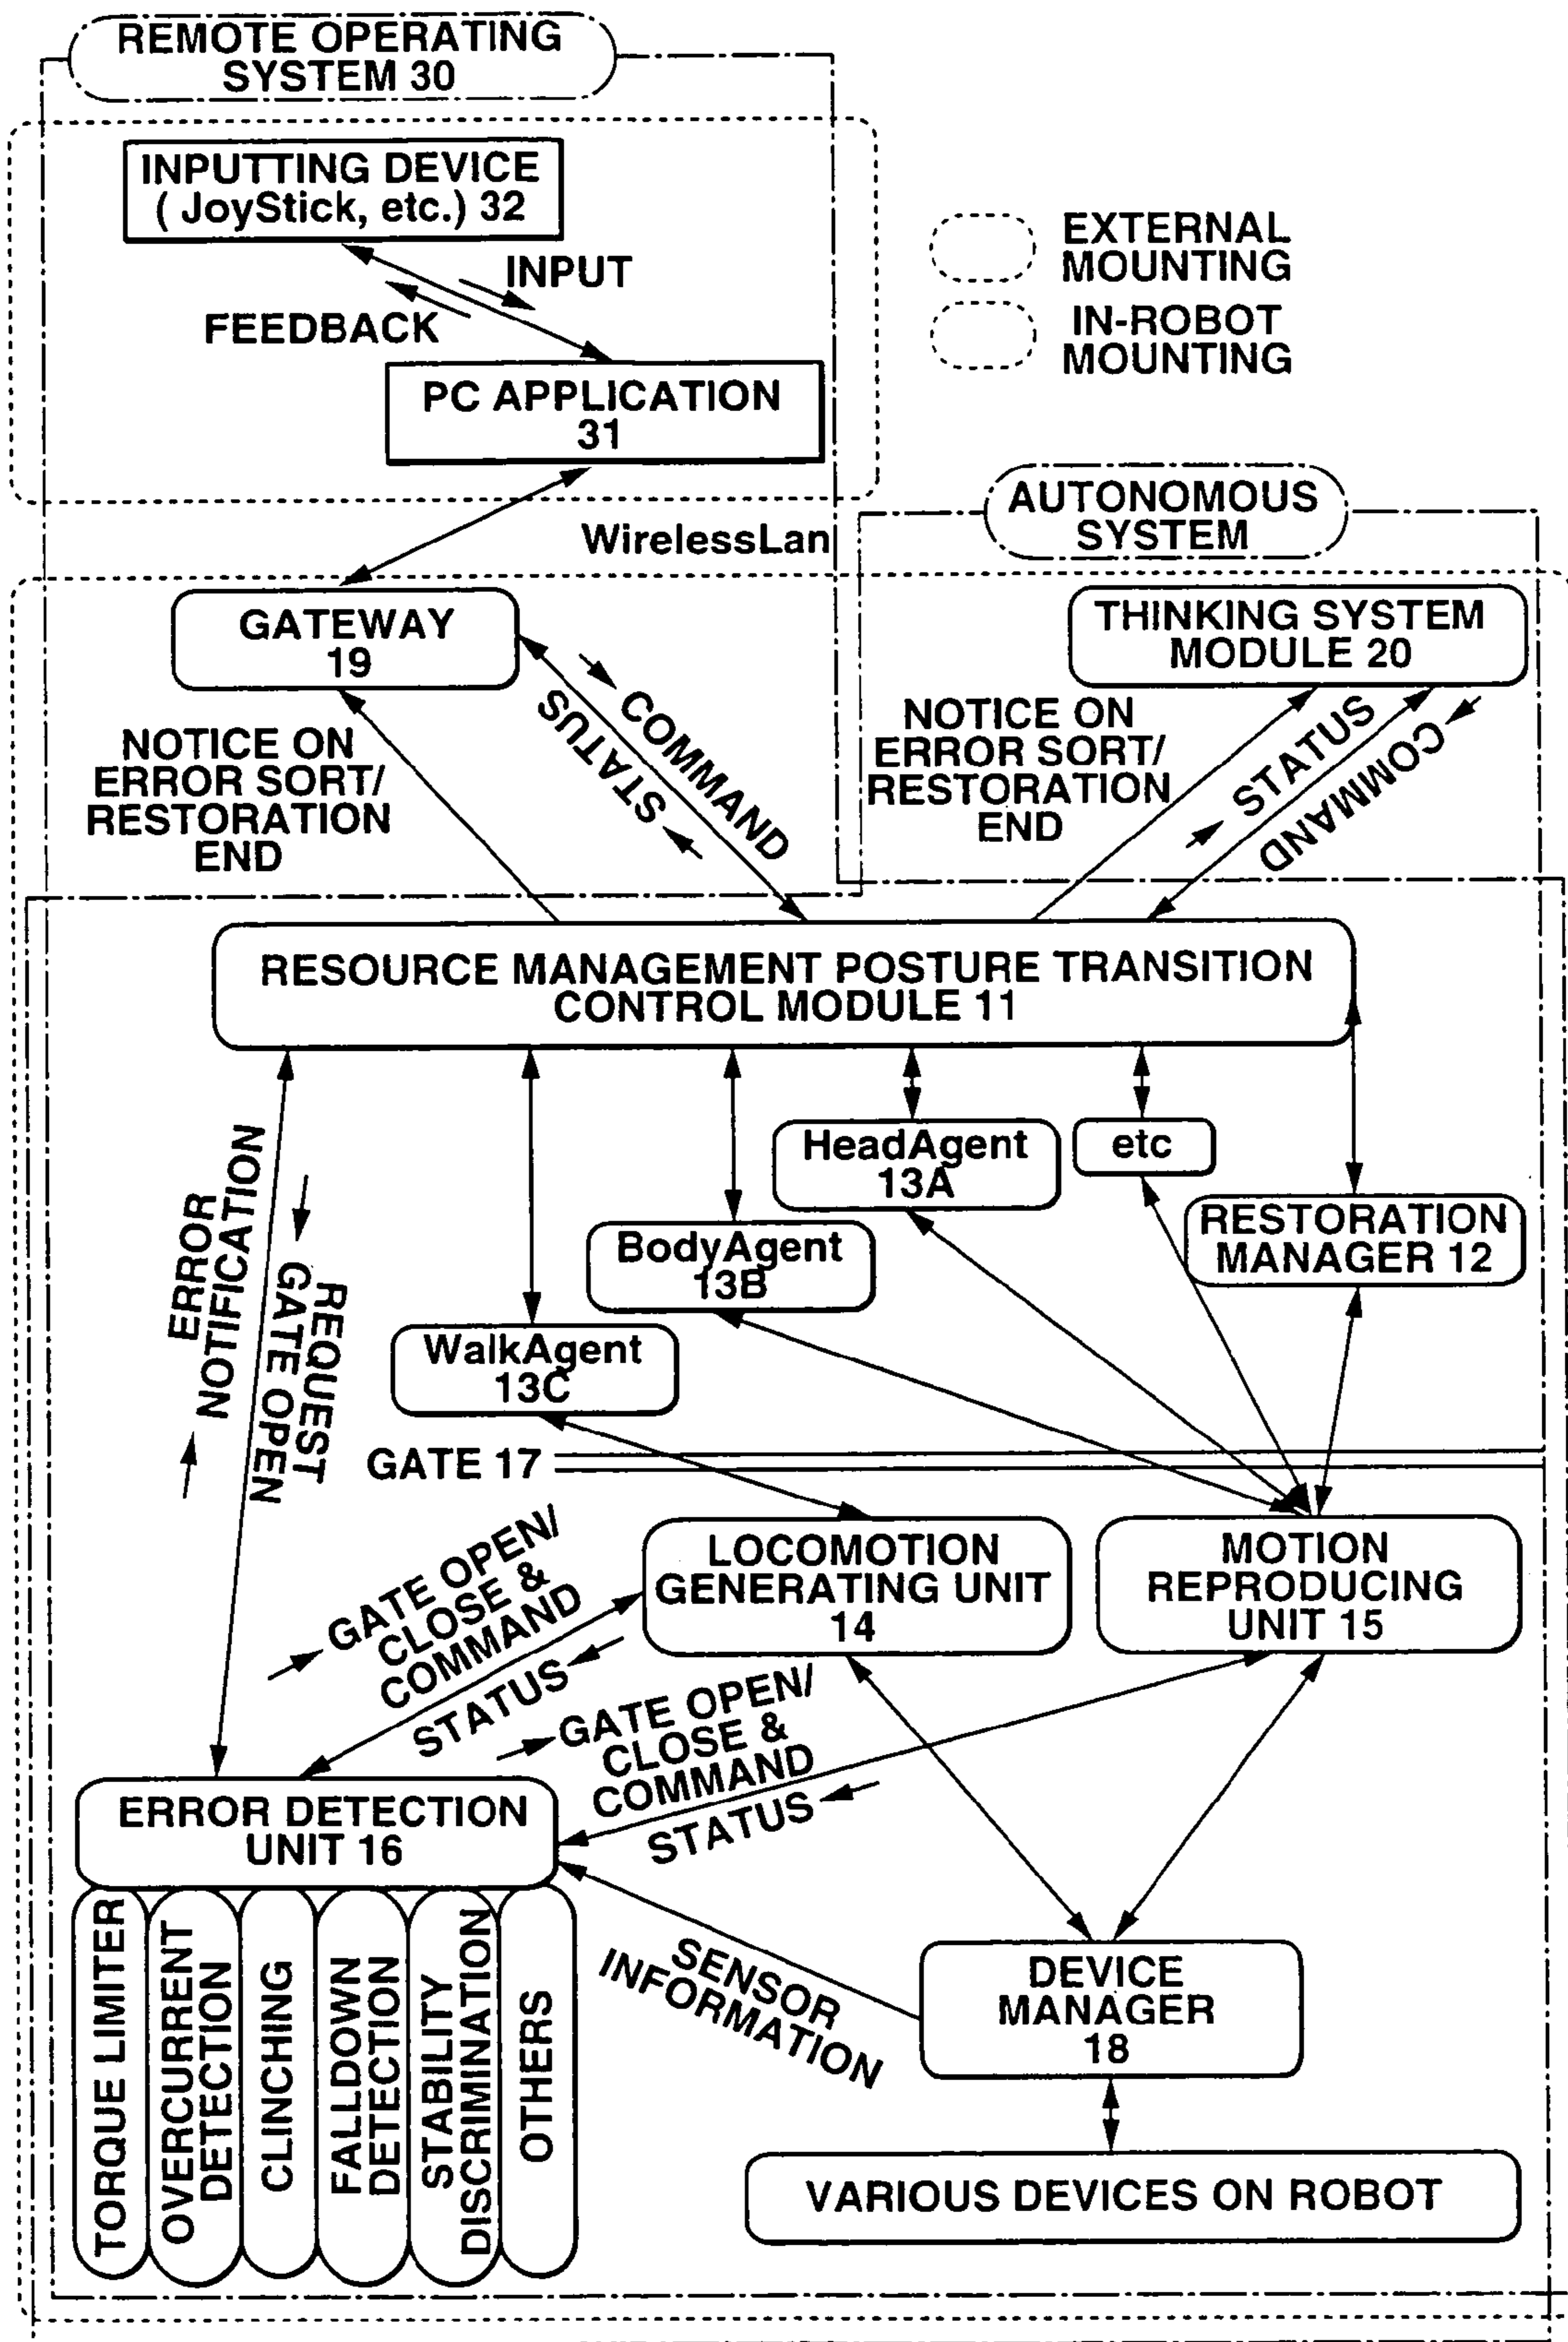 REMOTE OPERATING
SYSTEM 30
INPUTTING DEVICE
( JoyStick, etc.) 32
INPUT
FEEDBACK
PC APPLICATION
31
EXTERNAL
MOUNTING
IN-ROBOT
MOUNTING
AUTONOMOUS
SYSTEM
WirelessLan
GATEWAY
19
THINKING SYSTEM
MODULE 20
NOTICE ON
ERROR SORT/
RESTORATION
END
COMMAND
STATUS
NOTICE ON
ERROR SORT/
RESTORATION
END
STATUS
COMMAND
RESOURCE MANAGEMENT POSTURE TRANSITION
CONTROL MODULE 11
HeadAgent
13A
etc
RESTORATION
MANAGER 12
BodyAgent
13B
WalkAgent
13C
ERROR
NOTIFICATION
REQUEST
GATE OPEN
GATE 17
LOCOMOTION
GENERATING UNIT
14
MOTION
REPRODUCING
UNIT 15
GATE OPEN/
CLOSE &
COMMAND
STATUS
GATE OPEN/
CLOSE &
COMMAND
STATUS
ERROR DETECTION
UNIT 16
TORQUE LIMITER
OVERCURRENT
DETECTION
CLINCHING
FALLDOWN
DETECTION
STABILITY
DISCRIMINATION
OTHERS
SENSOR
INFORMATION
DEVICE
MANAGER
18
VARIOUS DEVICES ON ROBOT